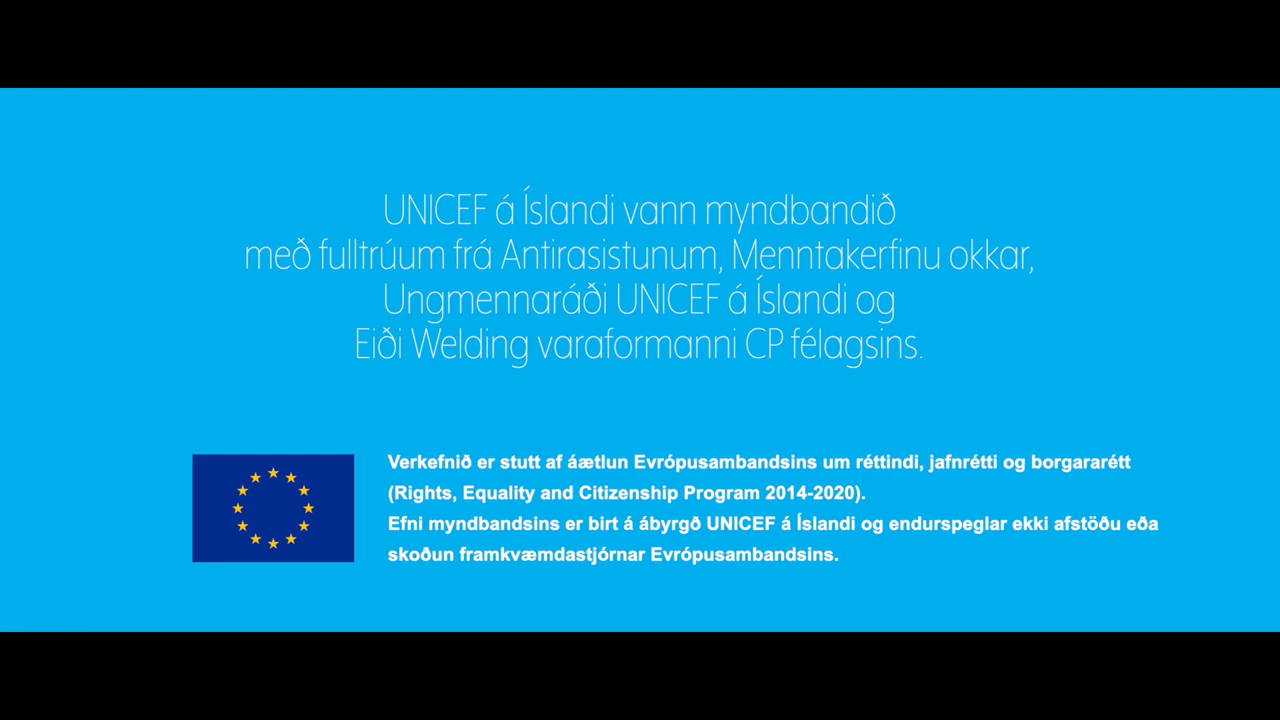 UNICEF á Íslandi vann myndbandið
með fulltrúum frá Antirasistunum, Menntakerfinu okkar,
Ungmennaráði UNICEF á Íslandi og
Eiði Welding varaformanni CP félagsins.
Verkefnið er stutt af áætlun Evrópusambandsins um réttindi, jafnrétti og borgararétt
(Rights, Equality and Citizenship Program 2014-2020).
Efni myndbandsins er birt á ábyrgð UNICEF á Íslandi og endurspeglar ekki afstöðu eða
skoðun framkvæmdastjórnar Evrópusambandsins.